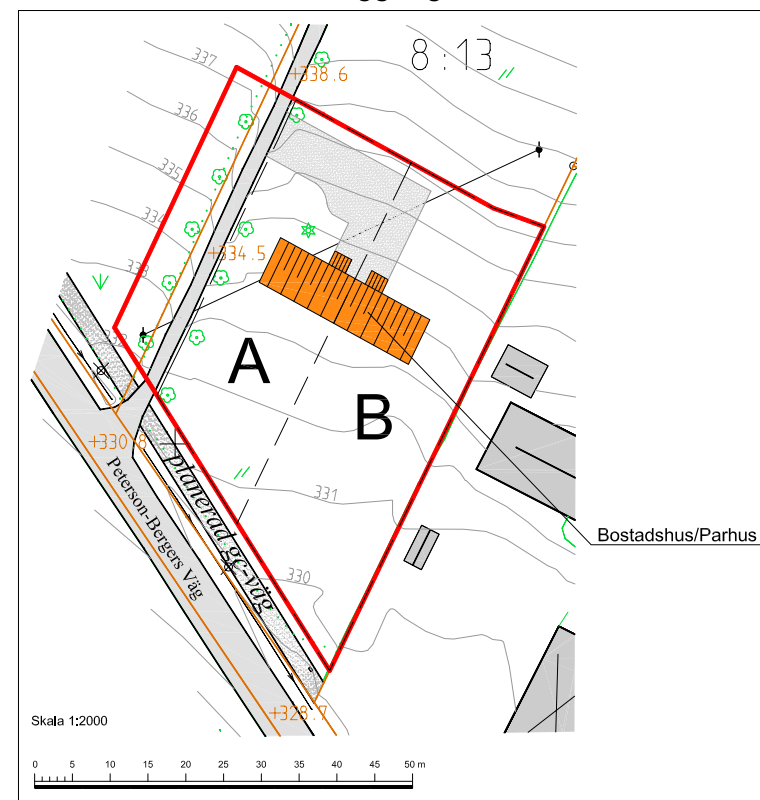 8:13
337
+338.6
336
335
334
+334.5
333
A
B
+330.8
planerad gc-väg
Peterson-Bergers Väg
331
Bostadshus/Parhus
330
+328.7
Skala 1:2000
0 5 10 15 20 25 30 35 40 45 50 m